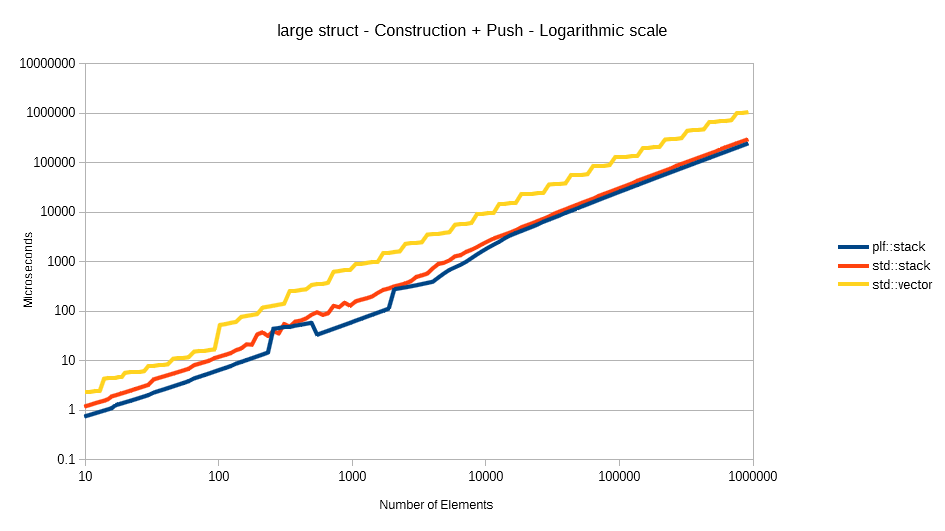 large struct - Construction + Push - Logarithmic scale
10000000
1000000
100000
10000
1000
100
10
1
0.1
Microseconds
10
100
1000
10000
100000
1000000
Number of Elements
plf::stack
std::stack
std::vector